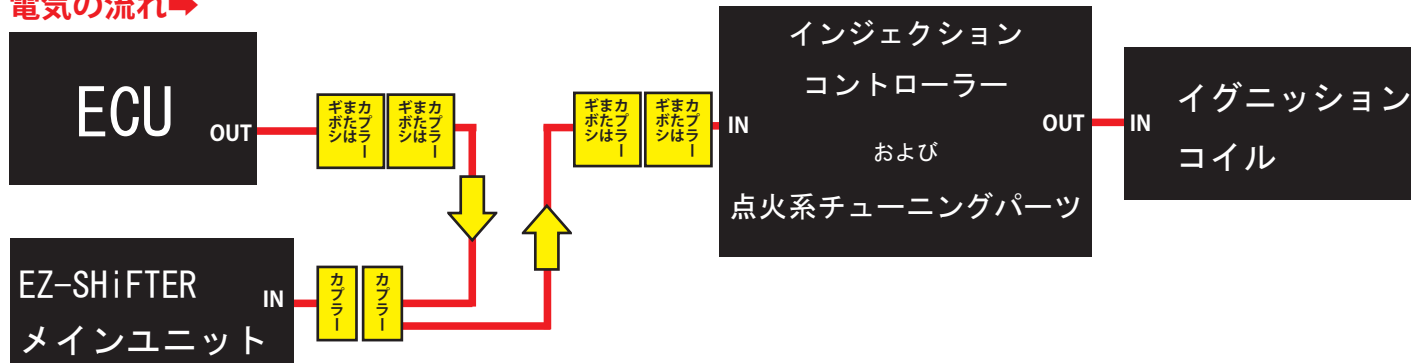 電気の流れ➡
ECU
OUT
カプラー
または
ギボシ
カプラー
または
ギボシ
カプラー
または
ギボシ
カプラー
または
ギボシ
IN
インジェクション
コントローラー
および
点火系チューニングパーツ
OUT
IN
イグニッション
コイル
EZ-SHiFTER
メインユニット
IN
カプラー
カプラー